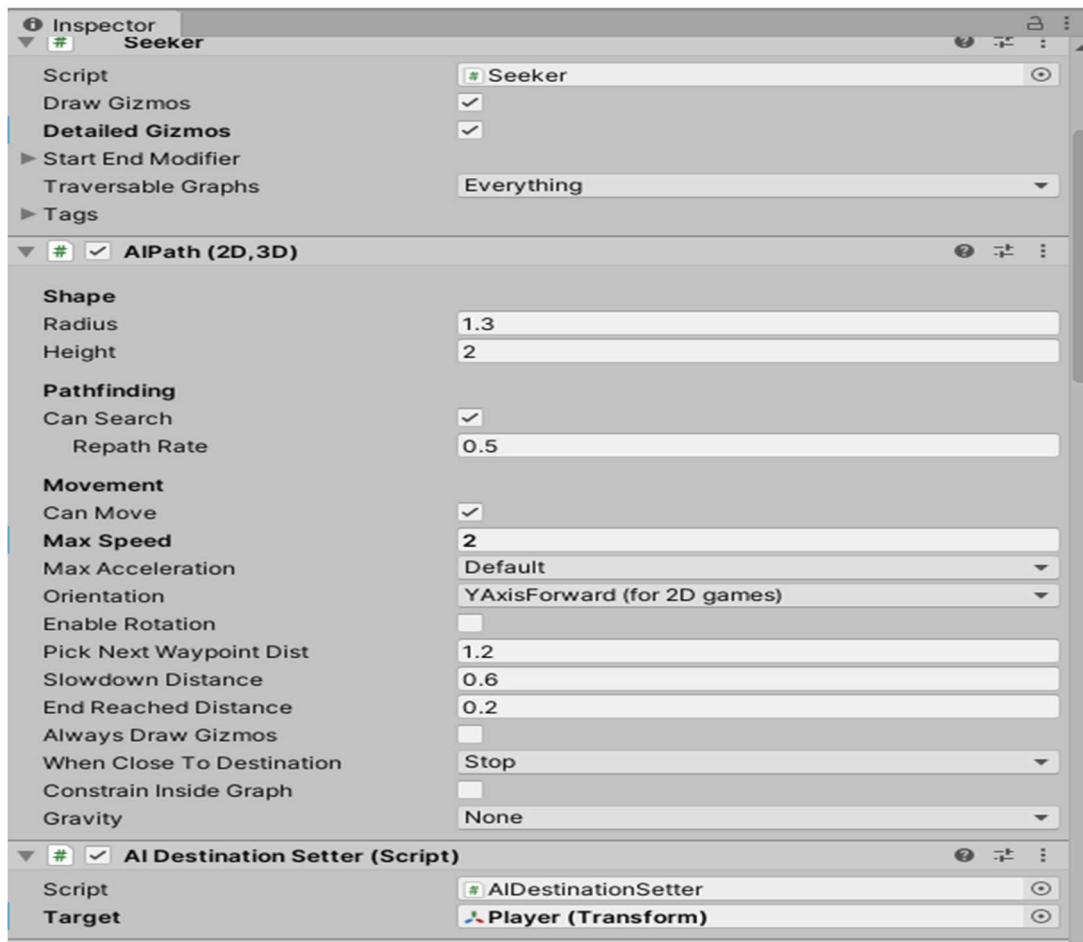 Inspector
Seeker
Script Seeker
Draw Gizmos
Detailed Gizmos
Start End Modifier
Traversable Graphs Everything
Tags
AIPath (2D,3D)
Shape
Radius 1.3
Height 2
Pathfinding
Can Search
Repath Rate 0.5
Movement
Can Move
Max Speed 2
Max Acceleration Default
Orientation YAxisForward (for 2D games)
Enable Rotation
Pick Next Waypoint Dist 1.2
Slowdown Distance 0.6
End Reached Distance 0.2
Always Draw Gizmos
When Close To Destination Stop
Constrain Inside Graph
Gravity None
AI Destination Setter (Script)
Script AIDestinationSetter
Target Player (Transform)